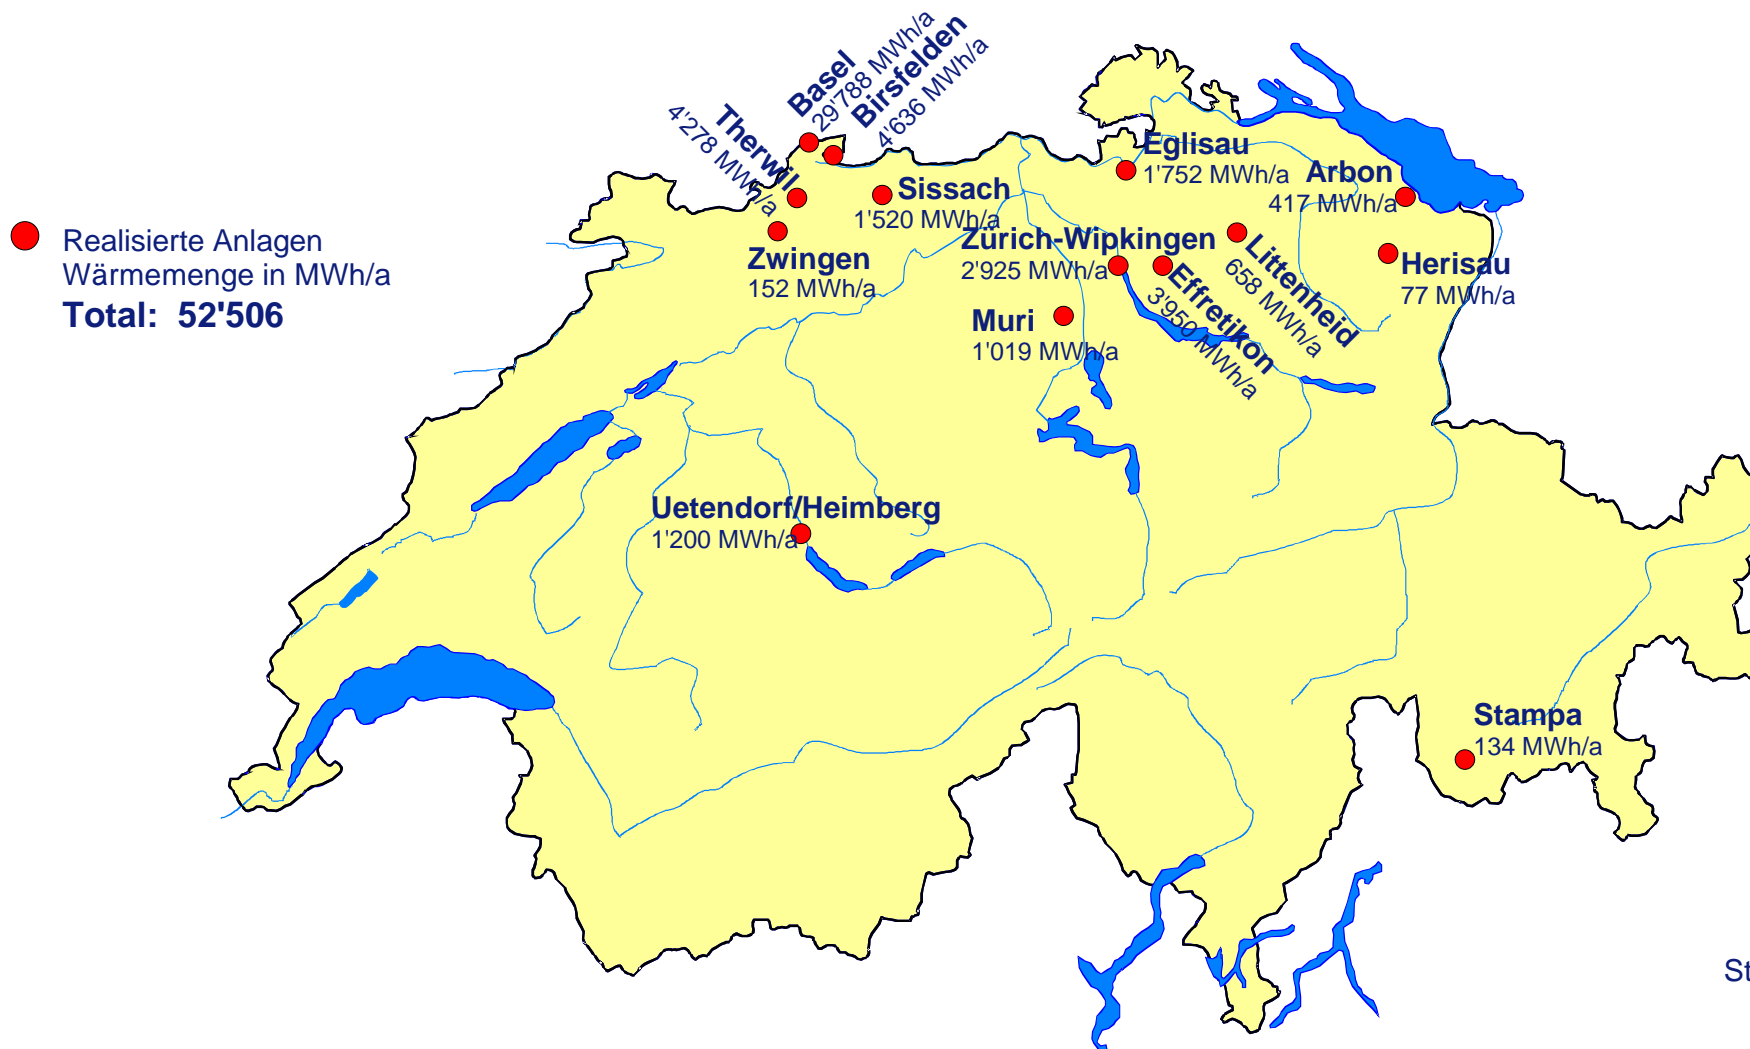 Basel
29'788 MWh/a
Birsfelden
4'636 MWh/a
Therwil
4'278 MWh/a
Sissach
1'520 MWh/a
Zwingen
152 MWh/a
Eglisau
1'752 MWh/a
Arbon
417 MWh/a
Zürich-Wipkingen
2'925 MWh/a
Effretikon
3'950 MWh/a
Littenheid
658 MWh/a
Herisau
77 MWh/a
Realisierte Anlagen
Wärmemenge in MWh/a
Total: 52'506
Muri
1'019 MWh/a
Uetendorf/Heimberg
1'200 MWh/a
Stampa
134 MWh/a
St